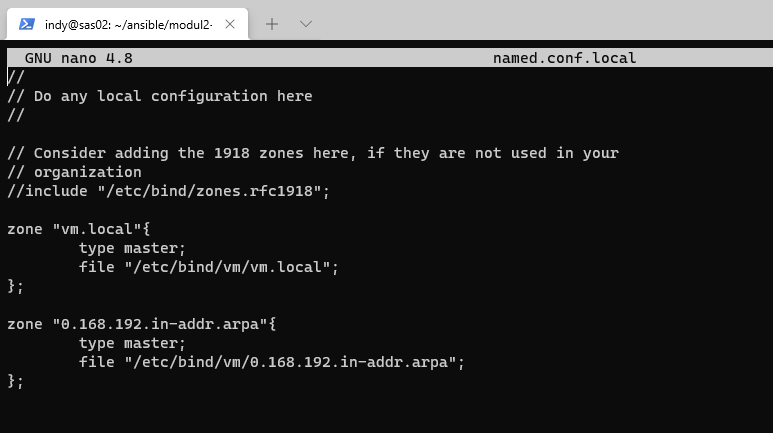 indy@sas02: ~/ansible/modul2-
GNU nano 4.8 named.conf.local
//
// Do any local configuration here
//
// Consider adding the 1918 zones here, if they are not used in your
// organization
//include "/etc/bind/zones.rfc1918";
zone "vm.local"{
type master;
file "/etc/bind/vm/vm.local";
};
zone "0.168.192.in-addr.arpa"{
type master;
file "/etc/bind/vm/0.168.192.in-addr.arpa";
};